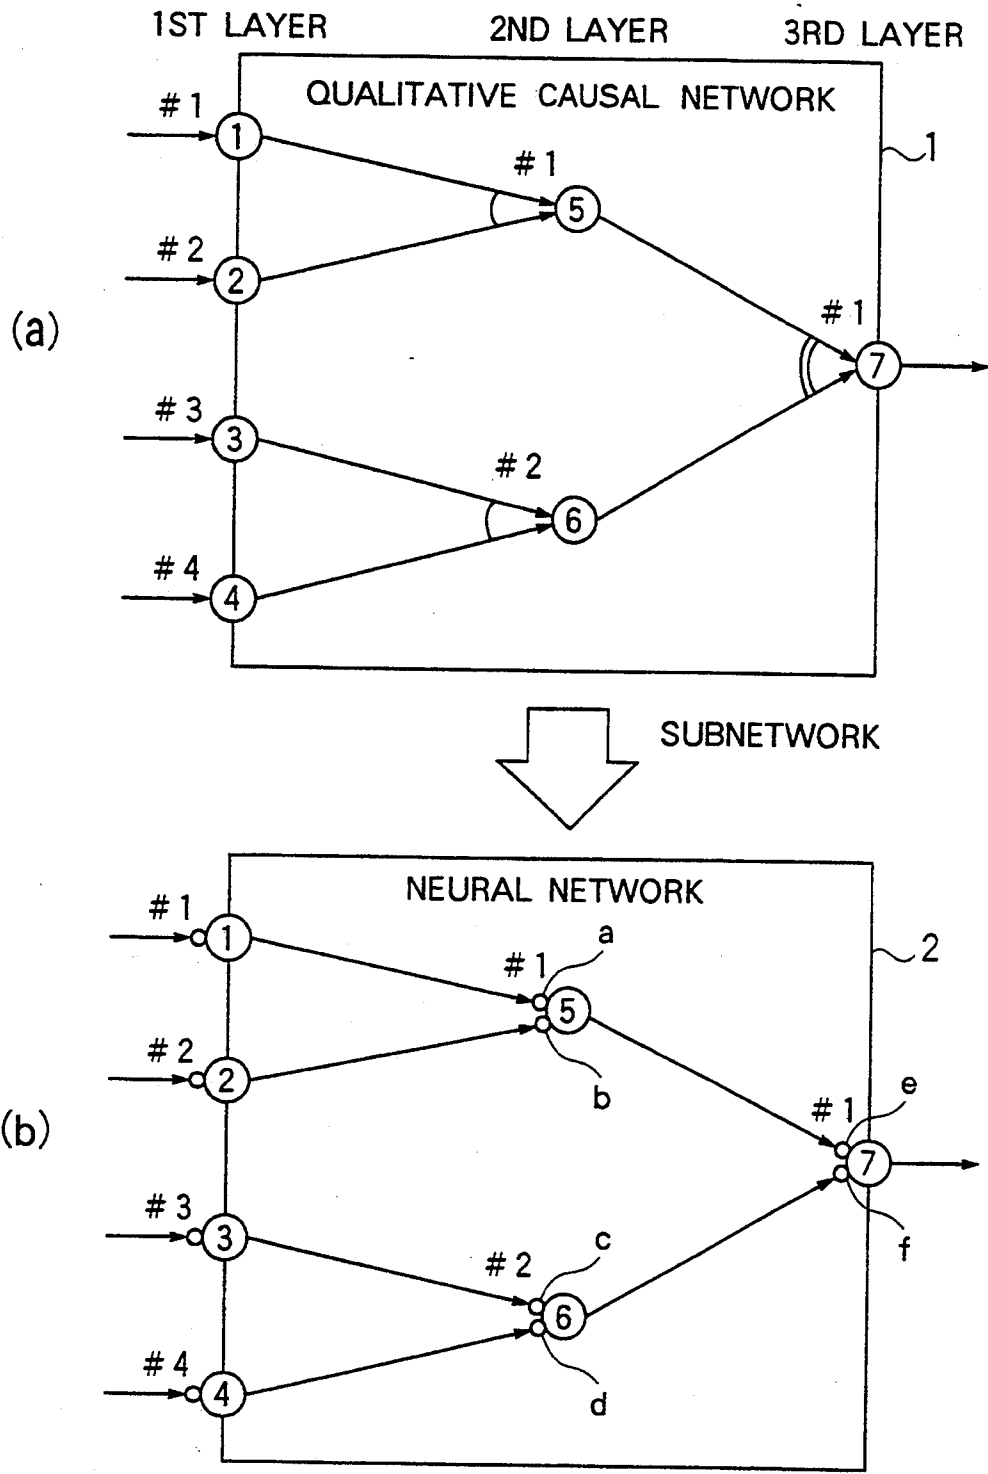 1ST LAYER 2ND LAYER 3RD LAYER
QUALITATIVE CAUSAL NETWORK
#1
1
1
#1
5
#2
2
(a)
#1
7
#3
3
#2
6
#4
4
SUBNETWORK
NEURAL NETWORK
#1
1
a
2
#1
5
#2
2
b
e
#1
7
(b)
f
#3
3
c
#2
6
#4
4
d